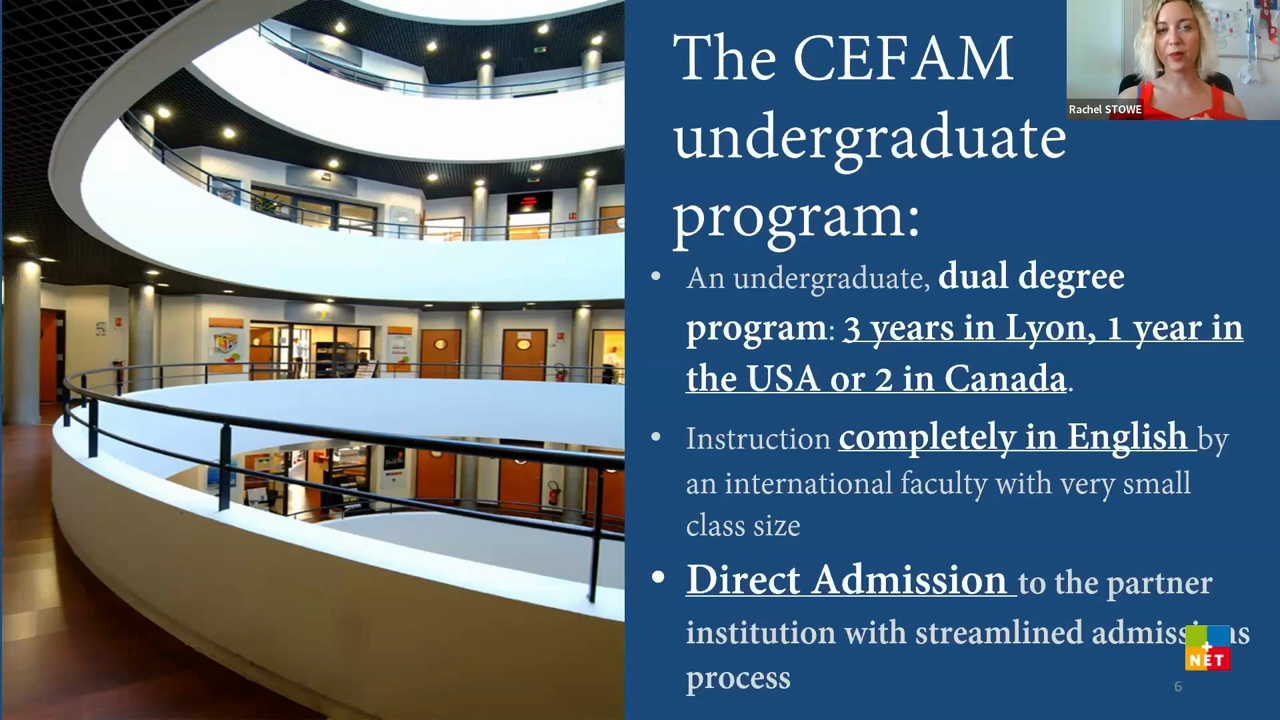 The CEFAM
undergraduate
program:
Rachel STOWE
• An undergraduate, dual degree
program: 3 years in Lyon, 1 year in
the USA or 2 in Canada.
• Instruction completely in English by
an international faculty with very small
class size
• Direct Admission to the partner
institution with streamlined admissions
process
+
NET
6